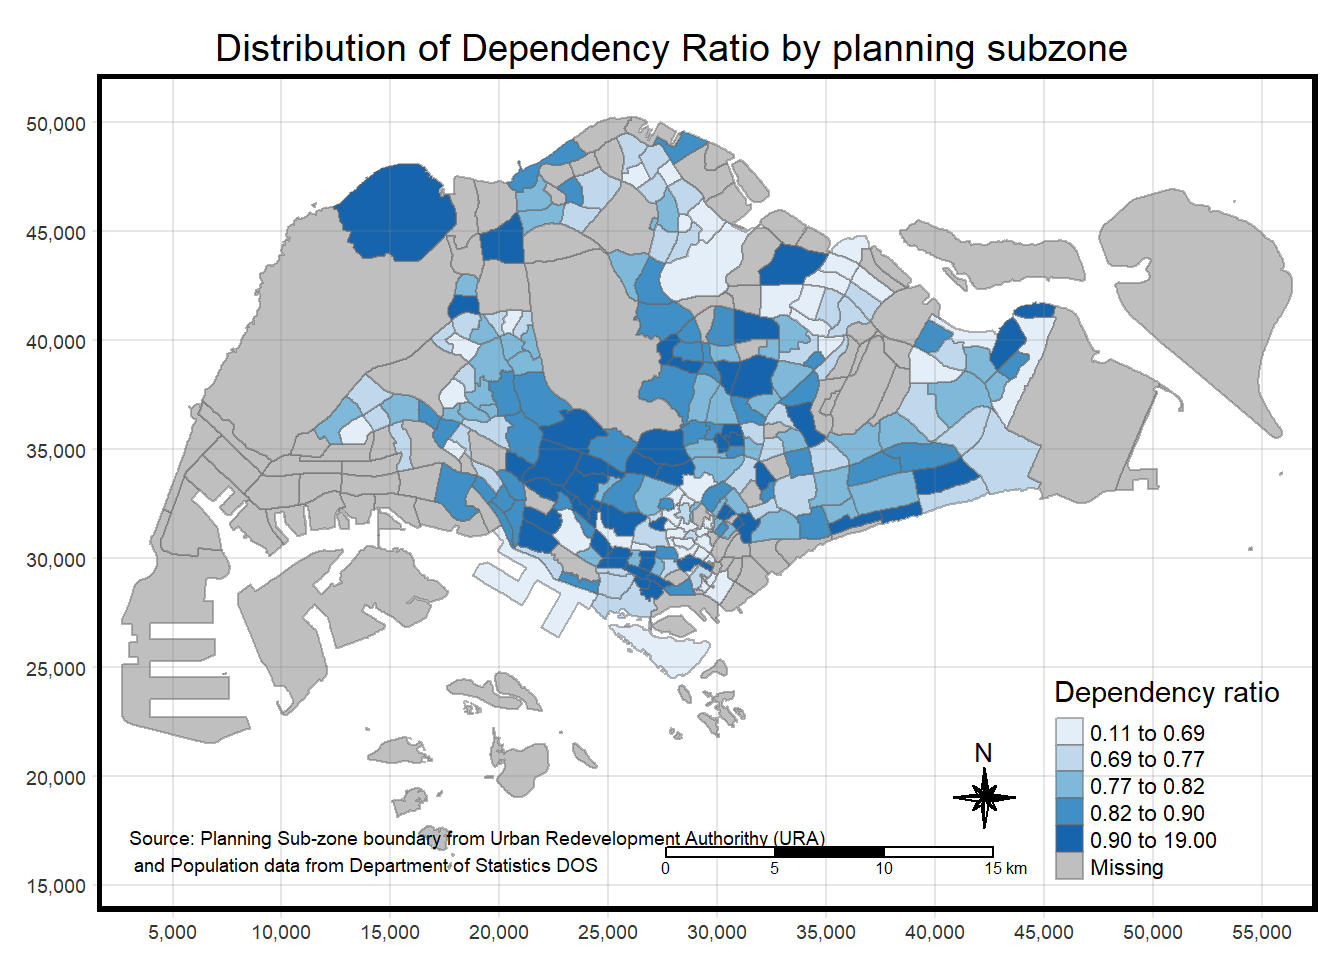 Distribution of Dependency Ratio by planning subzone
50,000
45,000
40,000
35,000
30,000
25,000
20,000
15,000
Dependency ratio
0.11 to 0.69
0.69 to 0.77
0.77 to 0.82
0.82 to 0.90
0.90 to 19.00
Missing
N
Source: Planning Sub-zone boundary from Urban Redevelopment Authorithy (URA)
and Population data from Department of Statistics DOS
0 5 10 15 km
5,000 10,000 15,000 20,000 25,000 30,000 35,000 40,000 45,000 50,000 55,000